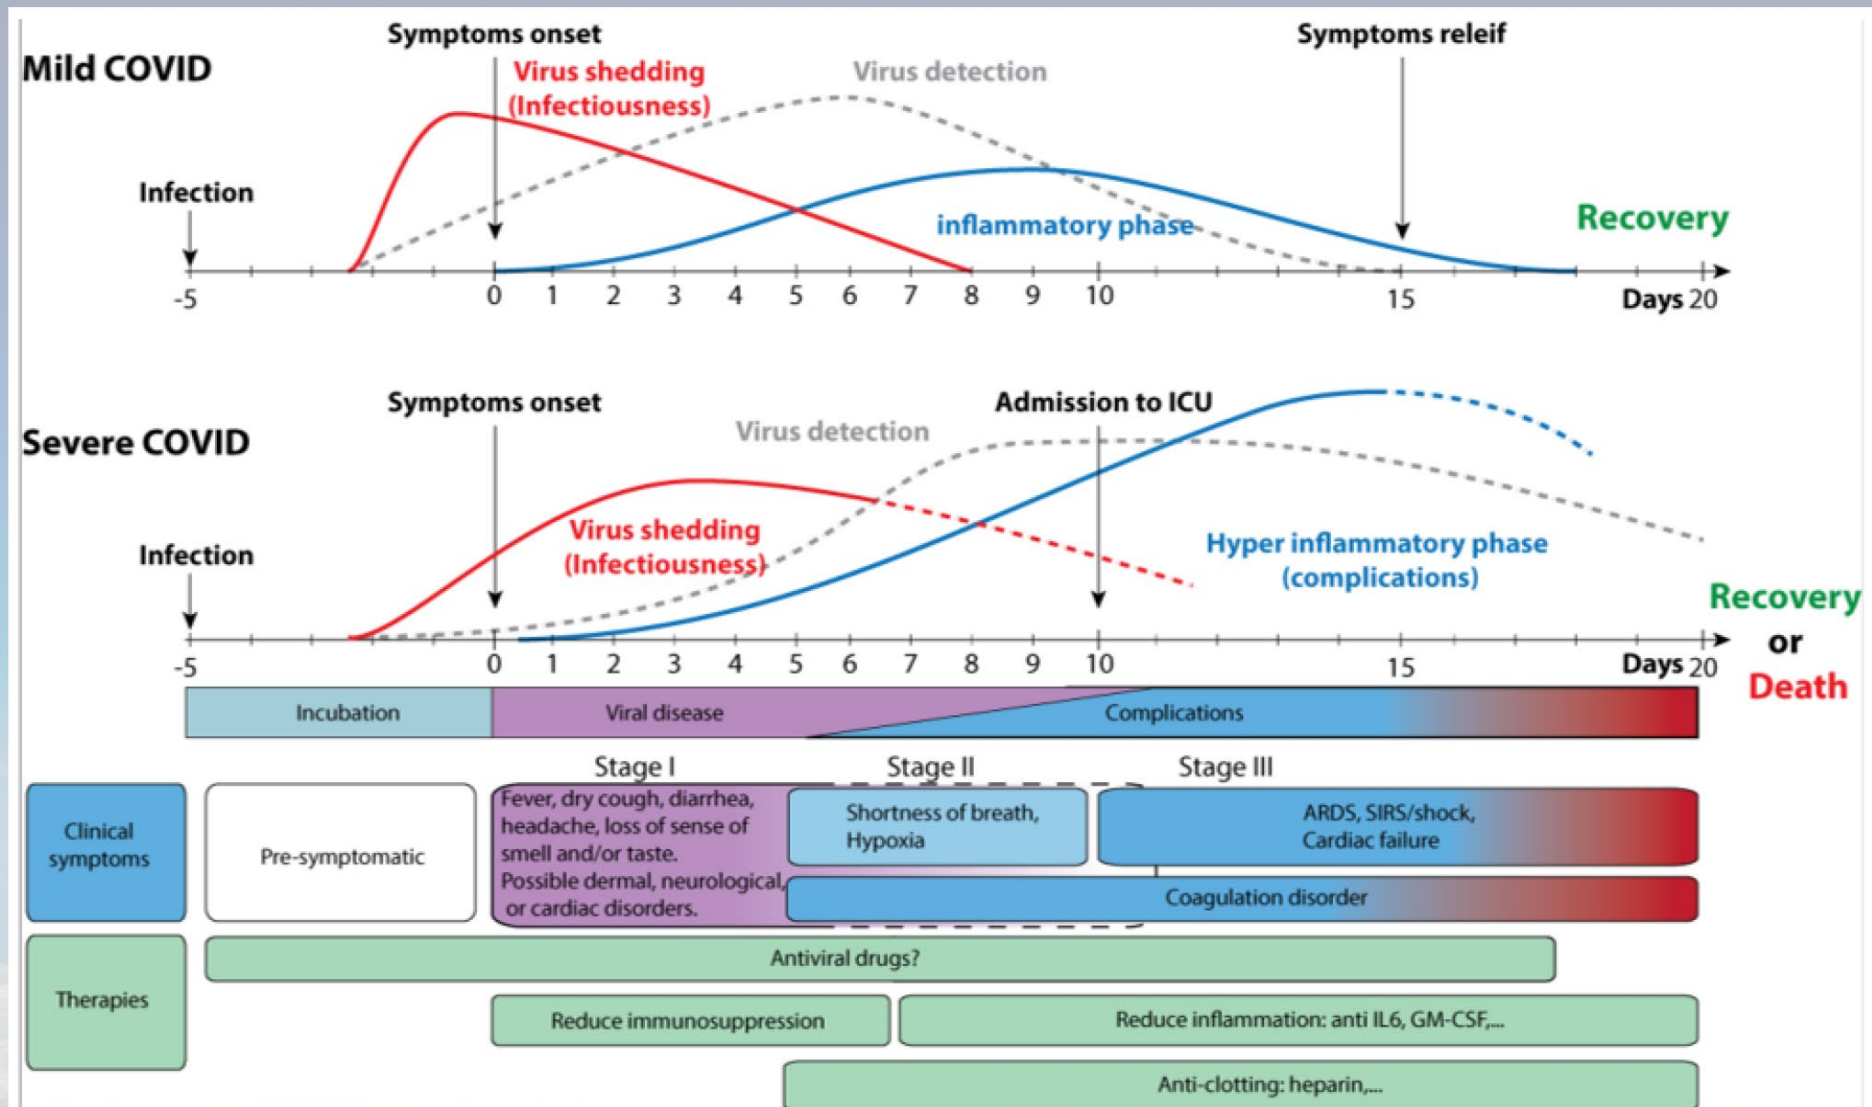 Symptoms onset
Symptoms releif
Mild COVID
Virus shedding
(Infectiousness)
Virus detection
Infection
inflammatory phase
Recovery
-5 0 1 2 3 4 5 6 7 8 9 10 15 Days 20
Symptoms onset
Admission to ICU
Severe COVID
Virus detection
Virus shedding
(Infectiousness)
Infection
Hyper inflammatory phase
(complications)
Recovery
or
Death
-5 0 1 2 3 4 5 6 7 8 9 10 15 Days 20
Incubation
Viral disease
Complications
Stage I
Stage II
Stage III
Clinical
symptoms
Pre-symptomatic
Fever, dry cough, diarrhea,
headache, loss of sense of
smell and/or taste.
Possible dermal, neurological,
or cardiac disorders.
Shortness of breath,
Hypoxia
ARDS, SIRS/shock,
Cardiac failure
Coagulation disorder
Therapies
Antiviral drugs?
Reduce immunosuppression
Reduce inflammation: anti IL6, GM-CSF,...
Anti-clotting: heparin,...